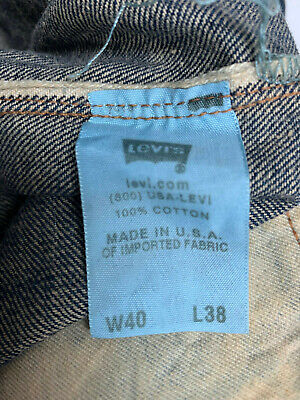 LEVI'S
levi.com
(800) USA-LEVI
100% COTTON
MADE IN U.S.A.
OF IMPORTED FABRIC
W40 L38